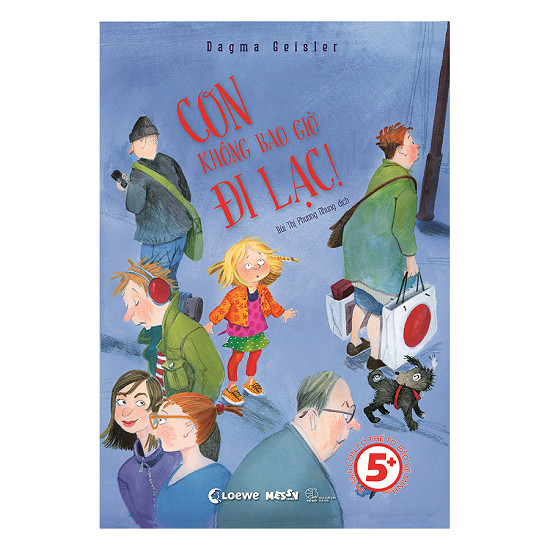 Dagma Geisler
CON
KHÔNG BAO GIỜ
ĐI LẠC!
Bùi Thị Phương Nhung dịch
5+
Loewe